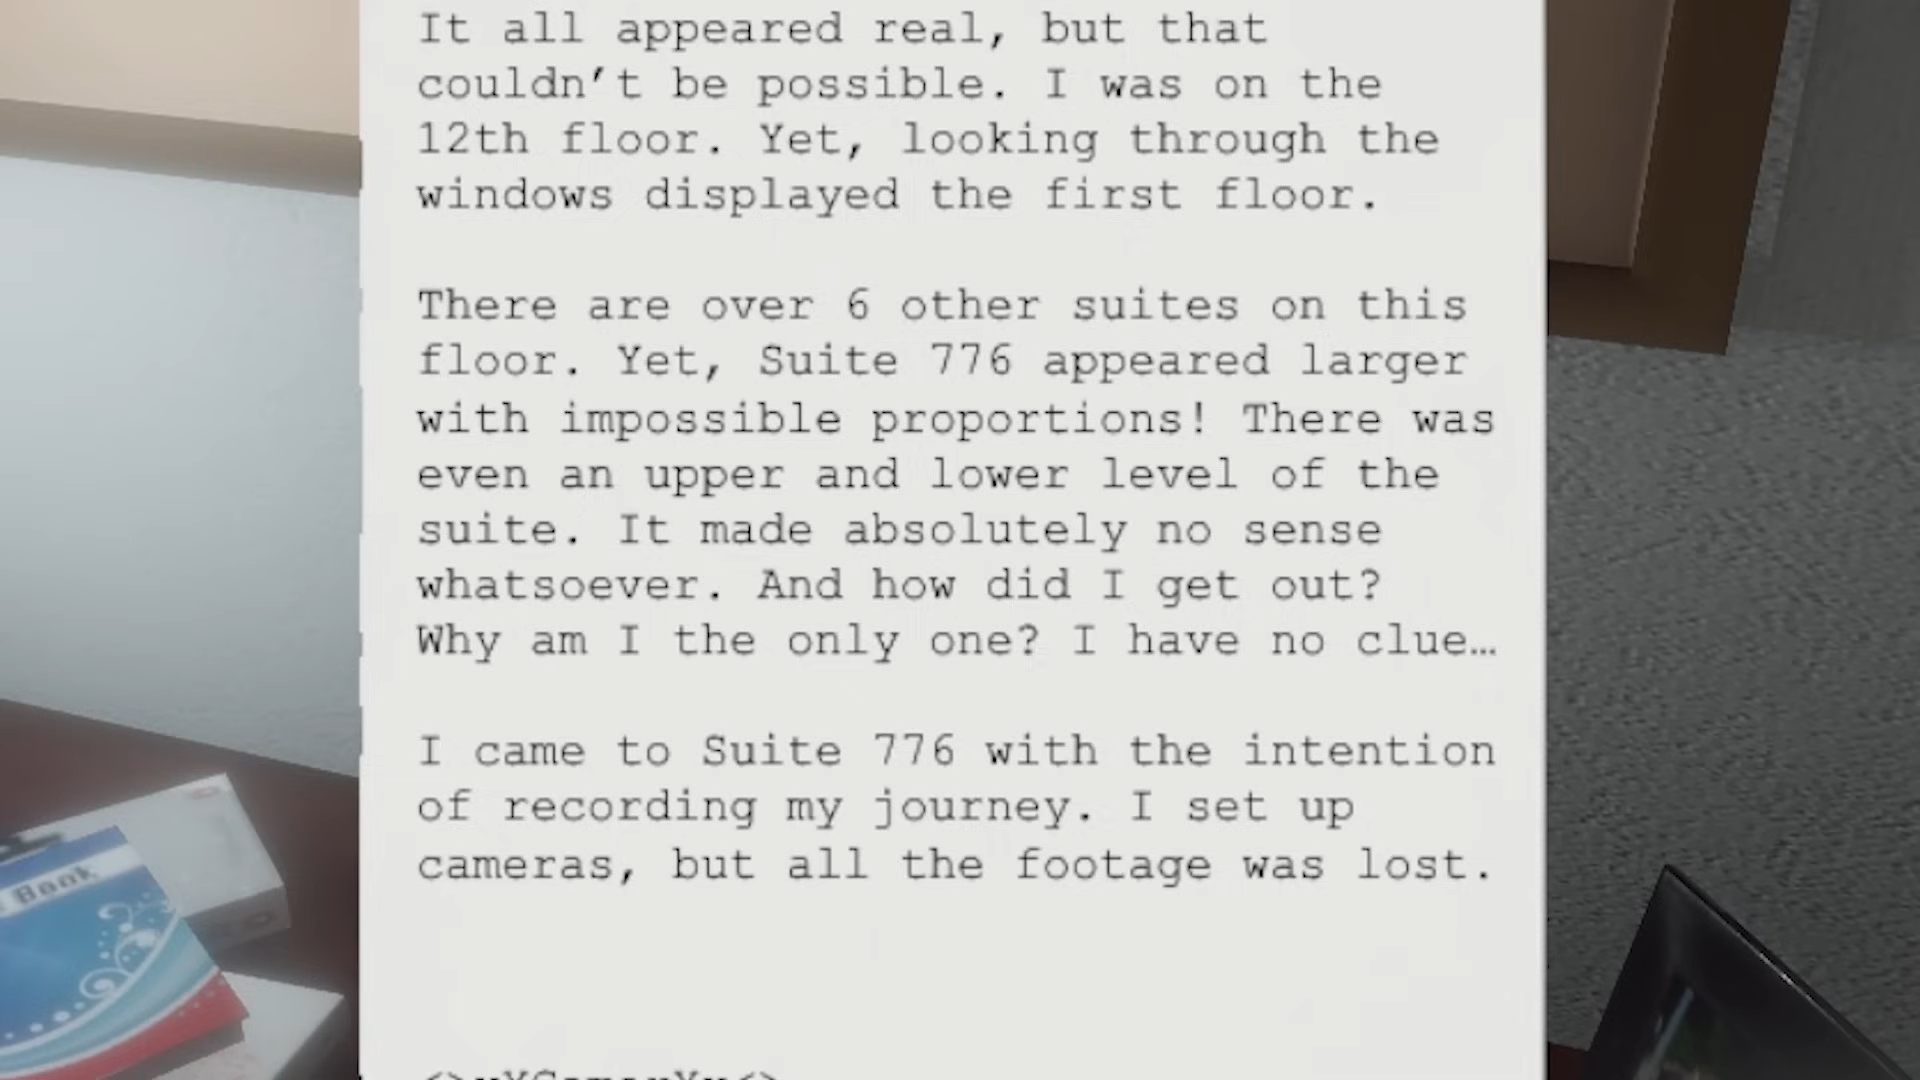 It all appeared real, but that
couldn't be possible. I was on the
12th floor. Yet, looking through the
windows displayed the first floor.
There are over 6 other suites on this
floor. Yet, Suite 776 appeared larger
with impossible proportions! There was
even an upper and lower level of the
suite. It made absolutely no sense
whatsoever. And how did I get out?
Why am I the only one? I have no clue…
I came to Suite 776 with the intention
of recording my journey. I set up
cameras, but all the footage was lost.
Book